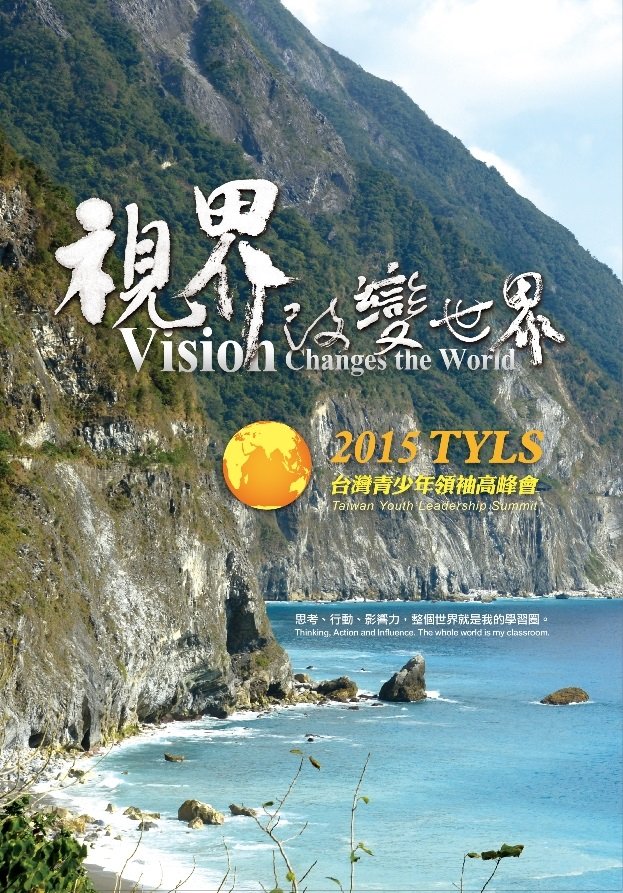 視界改變世界
Vision Changes the World
2015 TYLS
台灣青少年領袖高峰會
Taiwan Youth Leadership Summit
思考、行動、影響力，整個世界就是我的學習圈。
Thinking, Action and Influence. The whole world is my classroom.